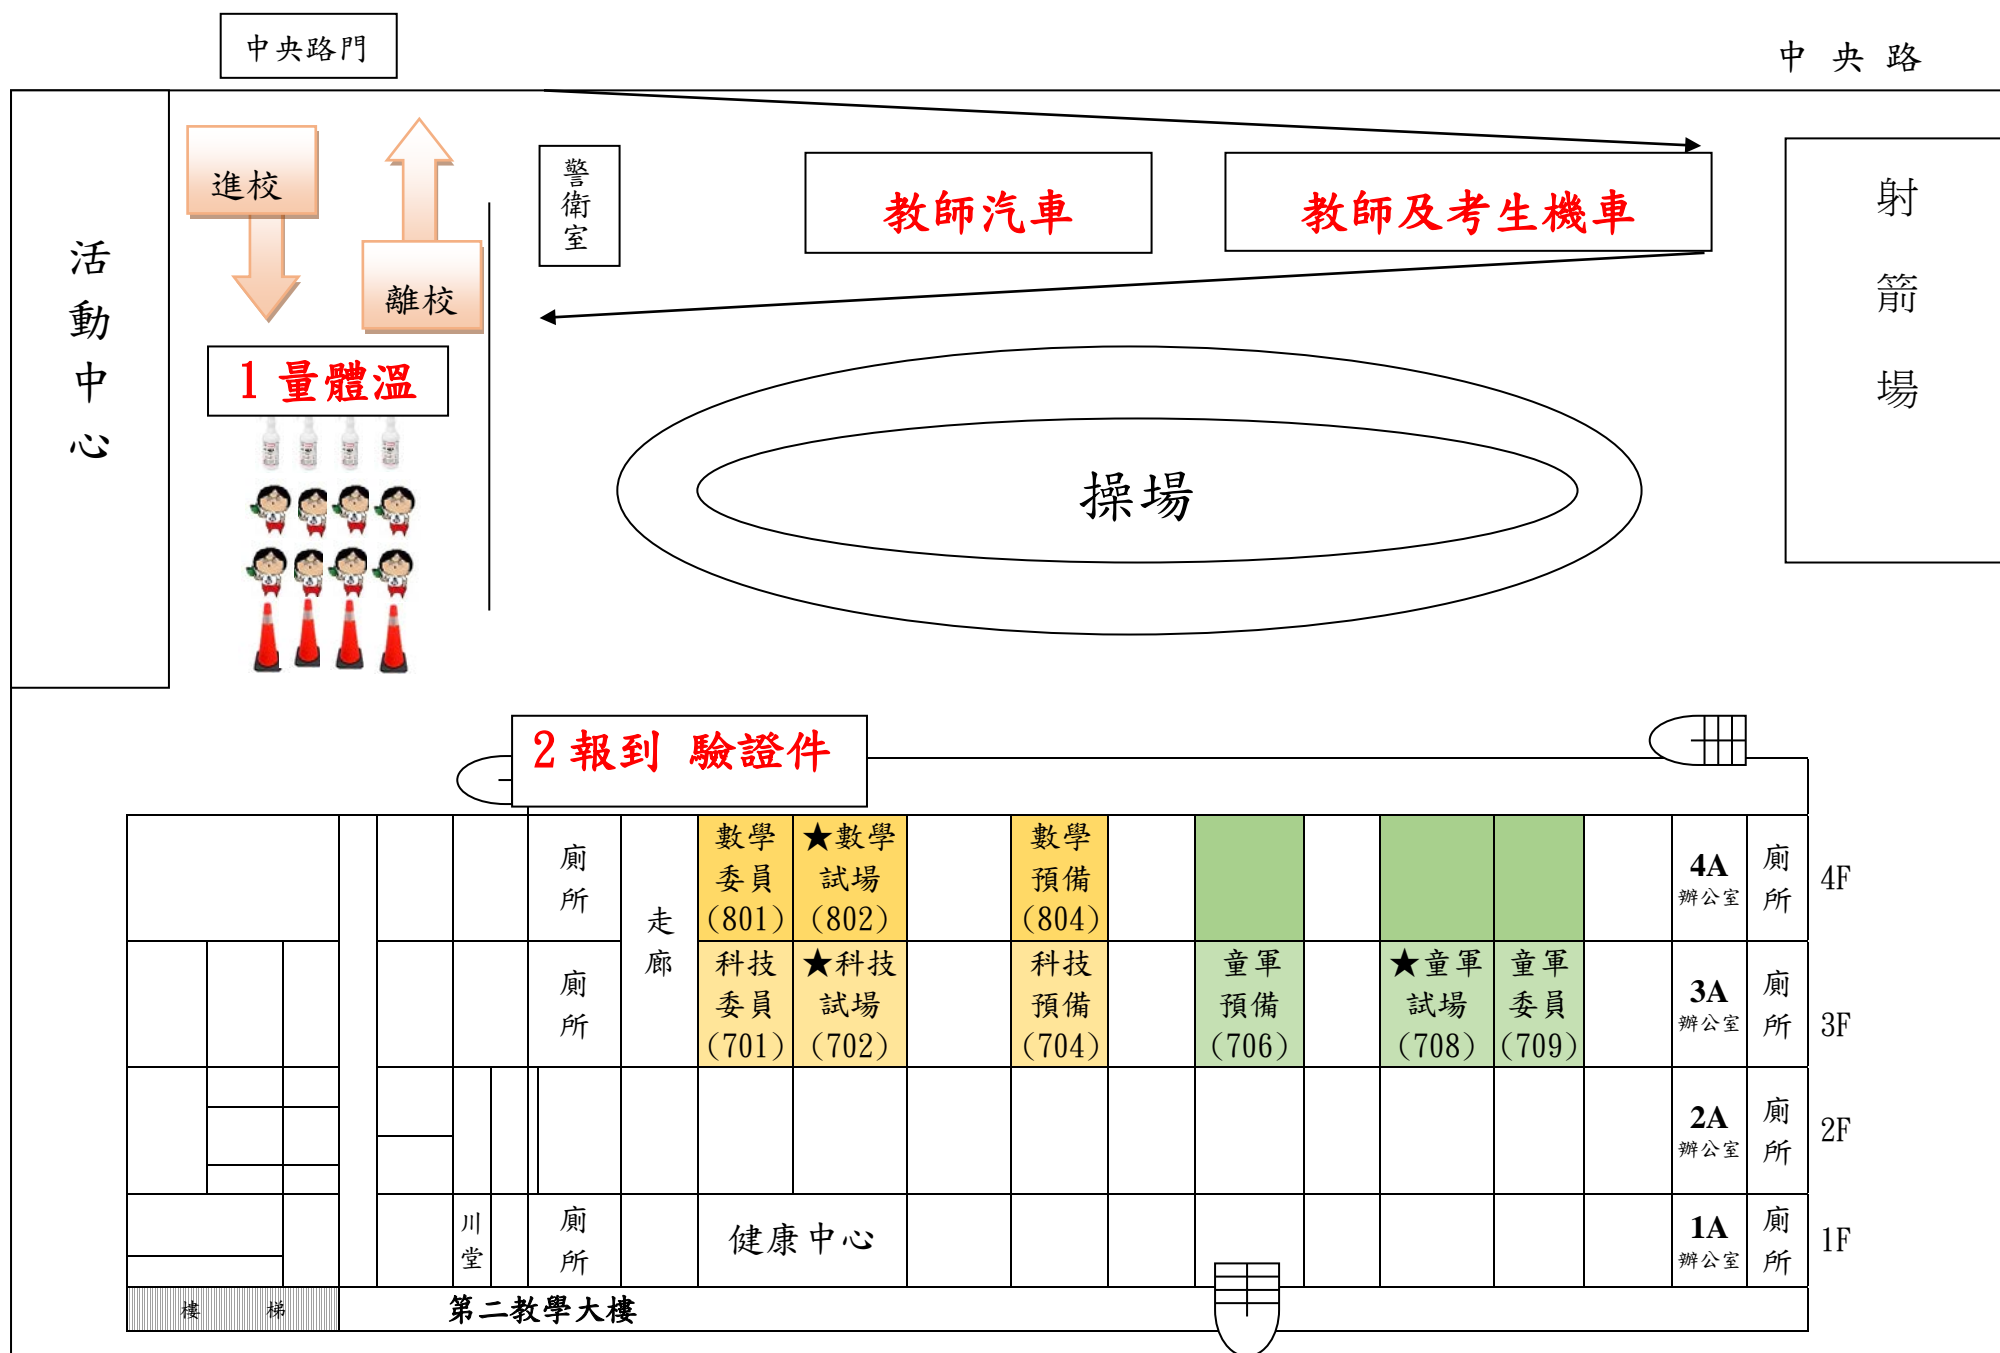 中央路門
中央路
活動中心
進校
離校
警衛室
教師汽車
教師及考生機車
射箭場
1 量體溫
操場
2 報到 驗證件
廁所
走廊
數學
委員
(801)
★數學
試場
(802)
數學
預備
(804)
4A
辦公室
廁所
4F
廁所
科技
委員
(701)
★科技
試場
(702)
科技
預備
(704)
童軍
預備
(706)
★童軍
試場
(708)
童軍
委員
(709)
3A
辦公室
廁所
3F
2A
辦公室
廁所
2F
川堂
廁所
健康中心
1A
辦公室
廁所
1F
樓梯
第二教學大樓